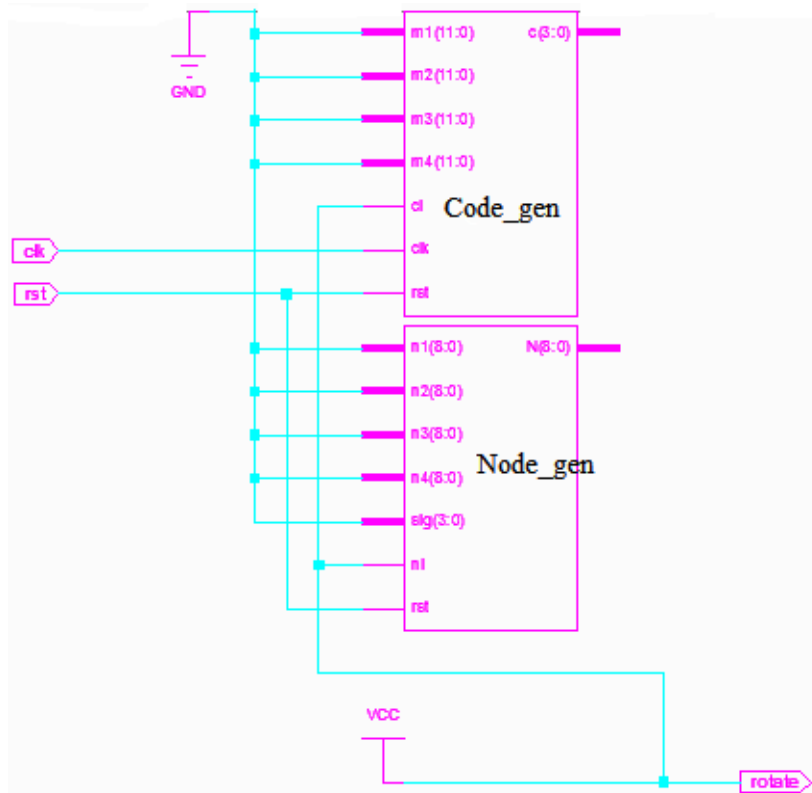 m1(11:0) c(3:0)
m2(11:0)
GND
m3(11:0)
m4(11:0)
ci Code_gen
clk clk
rst rst
n1(8:0) N(8:0)
n2(8:0)
n3(8:0)
n4(8:0) Node_gen
sig(3:0)
ni
rst
VCC
rotate